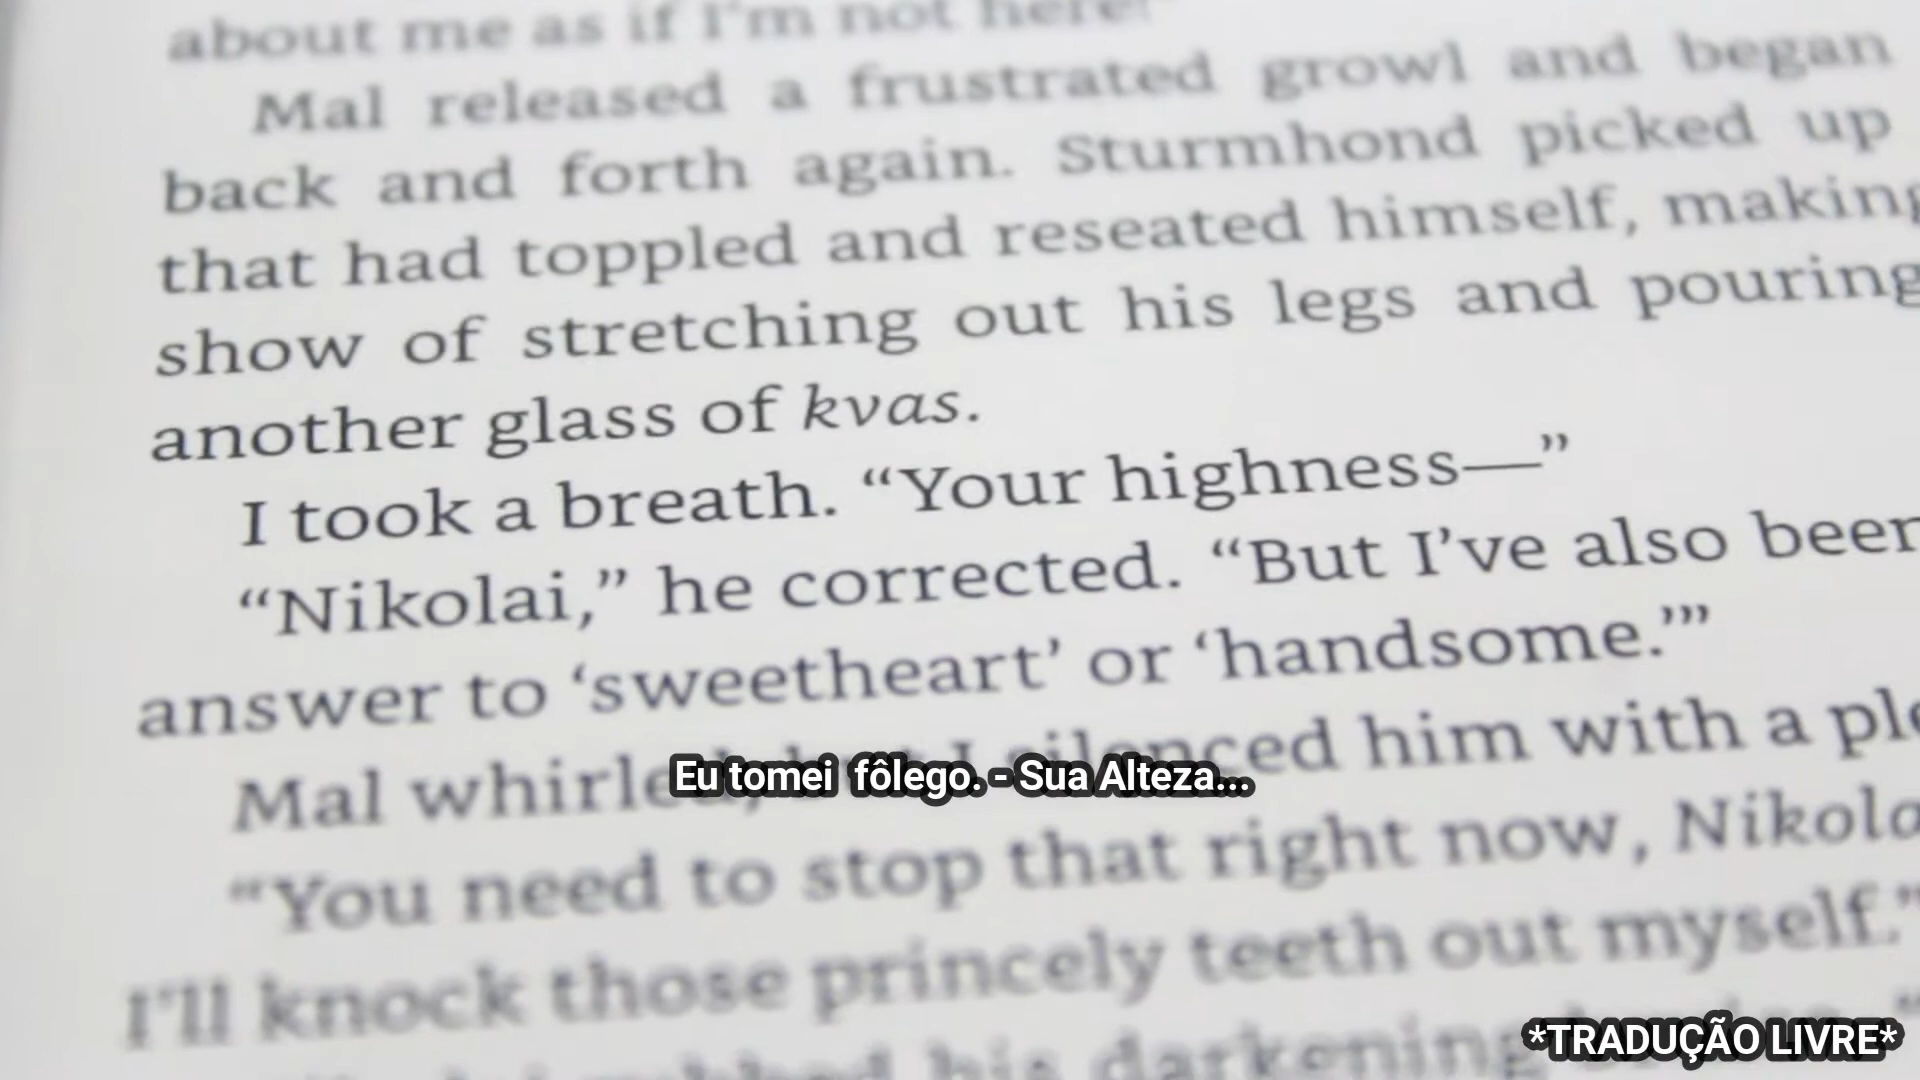 about me as if I'm not here!"
Mal released a frustrated growl and began
back and forth again. Sturmhond picked up
that had toppled and reseated himself, making
show of stretching out his legs and pouring
another glass of kvas.
I took a breath. “Your highness—”
“Nikolai,” he corrected. “But I’ve also been
answer to ‘sweetheart’ or ‘handsome.’”
Mal whirled, but I silenced him with a
Eu tomei fôlego. - Sua Alteza...
“You need to stop that right now,
I’ll knock those princely teeth out myself.”
his darkening
*TRADUÇÃO LIVRE*